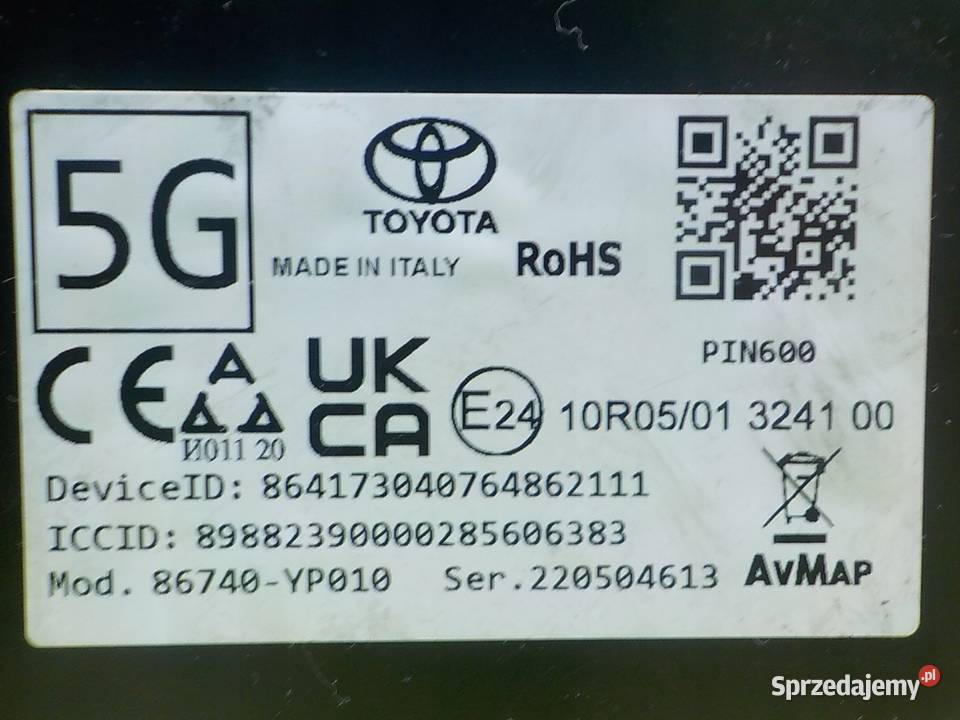 5G
TOYOTA
MADE IN ITALY
RoHS
PIN600
CE
UK
CA
И011 20
E24 10R05/01 3241 00
DeviceID: 864173040764862111
ICCID: 89882390000285606383
Mod. 86740-YP010 Ser.220504613
AvMap
Sprzedajemy.pl